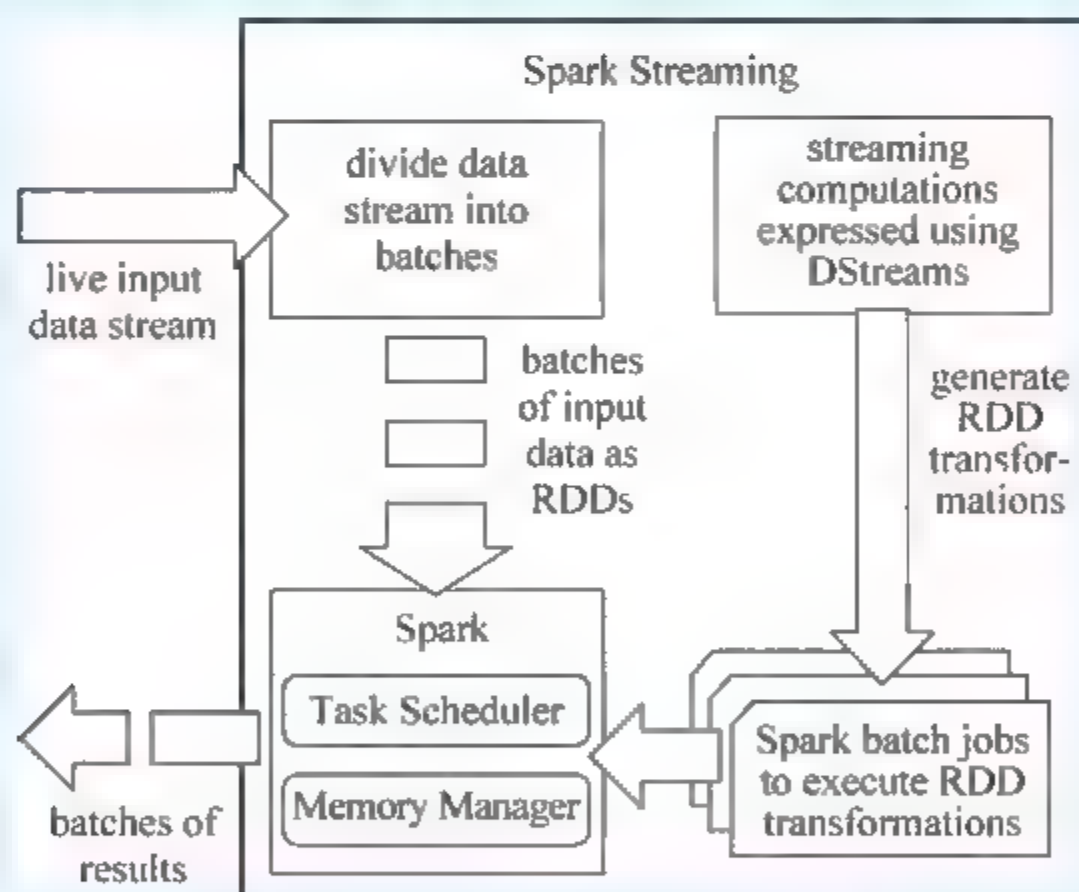 Spark Streaming
divide data
stream into
batches
streaming
computations
expressed using
DStreams
live input
data stream
batches
of input
data as
RDDs
generate
RDD
transfor-
mations
Spark
Task Scheduler
Memory Manager
Spark batch jobs
to execute RDD
transformations
batches of
results